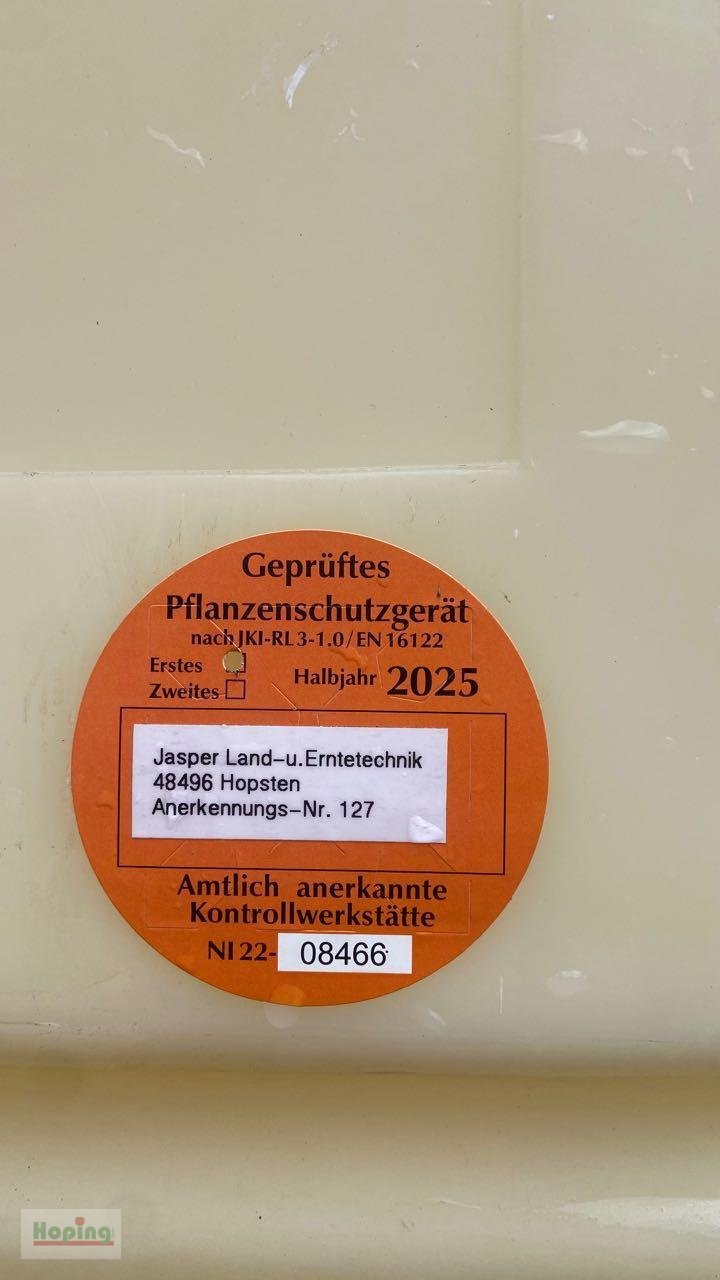 Geprüftes
Pflanzenschutzgerät
nach JKI-RL 3-1.0/EN 16122
Erstes
Zweites
Halbjahr 2025
Jasper Land-u.Erntetechnik
48496 Hopsten
Anerkennungs-Nr. 127
Amtlich anerkannte
Kontrollwerkstätte
NI 22-08466
Hoping